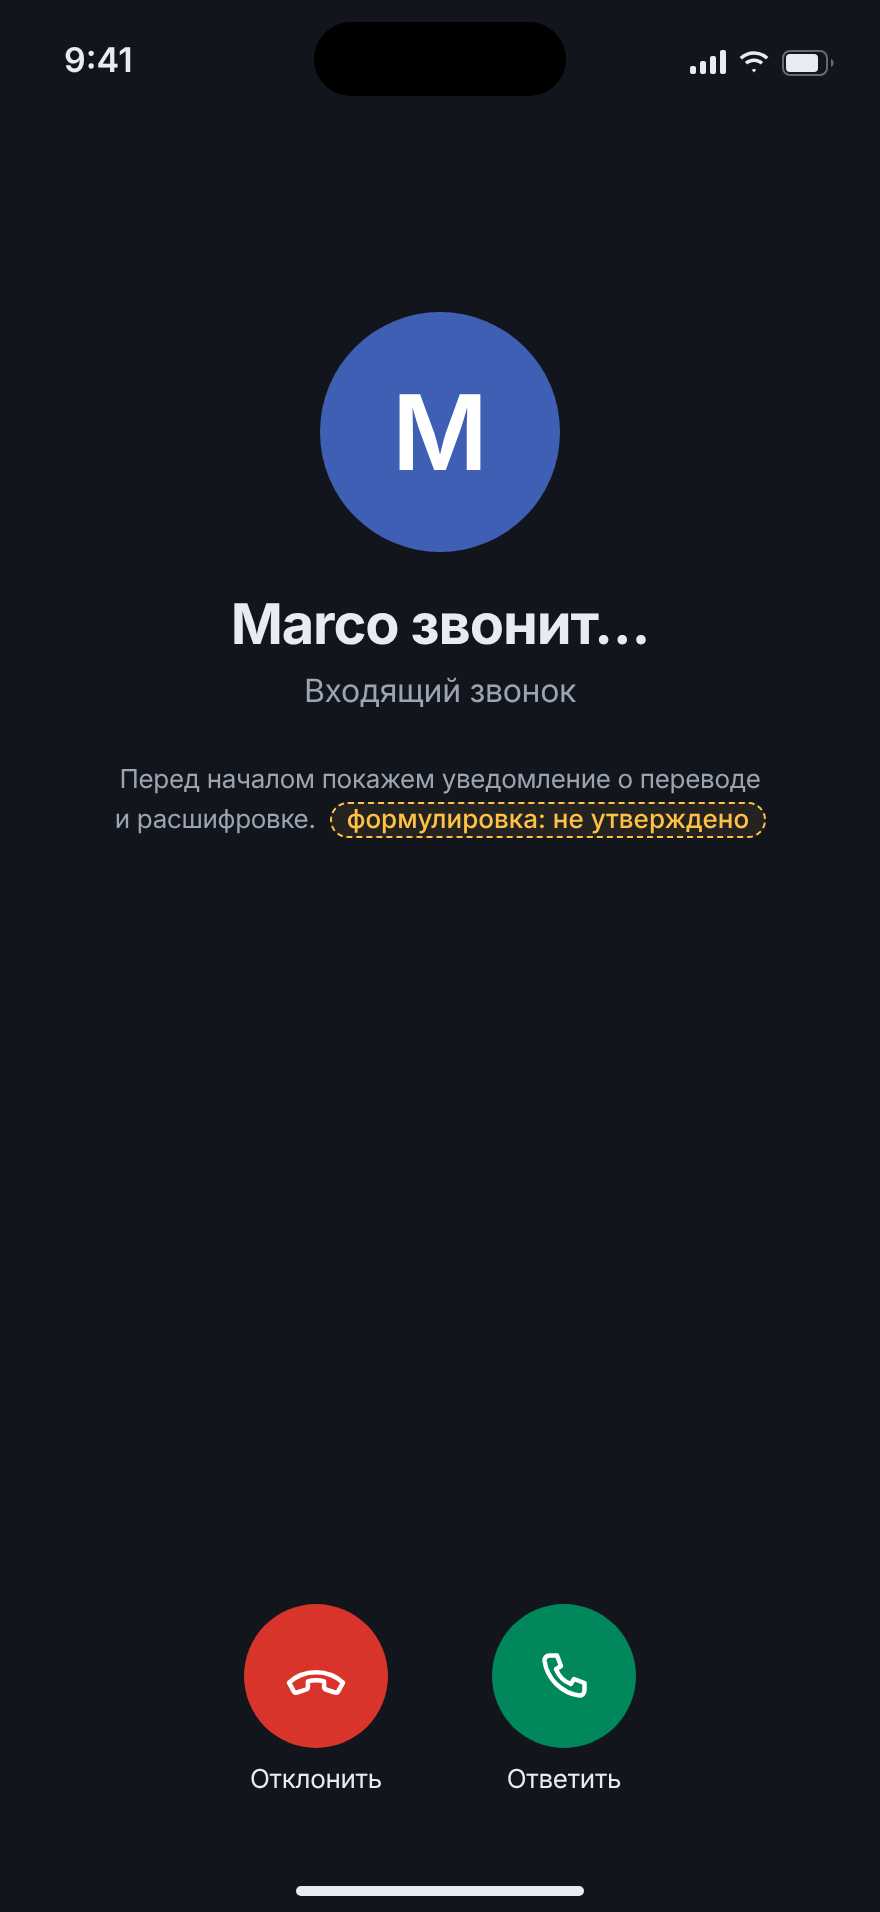 9:41
M
Marco звонит...
Входящий звонок
Перед началом покажем уведомление о переводе
и расшифровке. формулировка: не утверждено
Отклонить
Ответить